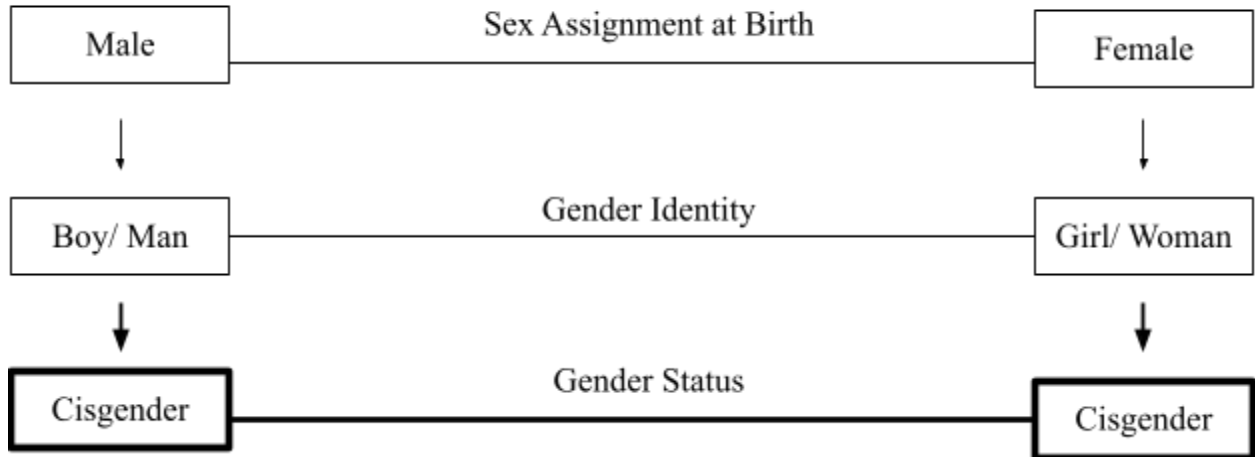 Male
Sex Assignment at Birth
Female
Boy/ Man
Gender Identity
Girl/ Woman
Cisgender
Gender Status
Cisgender